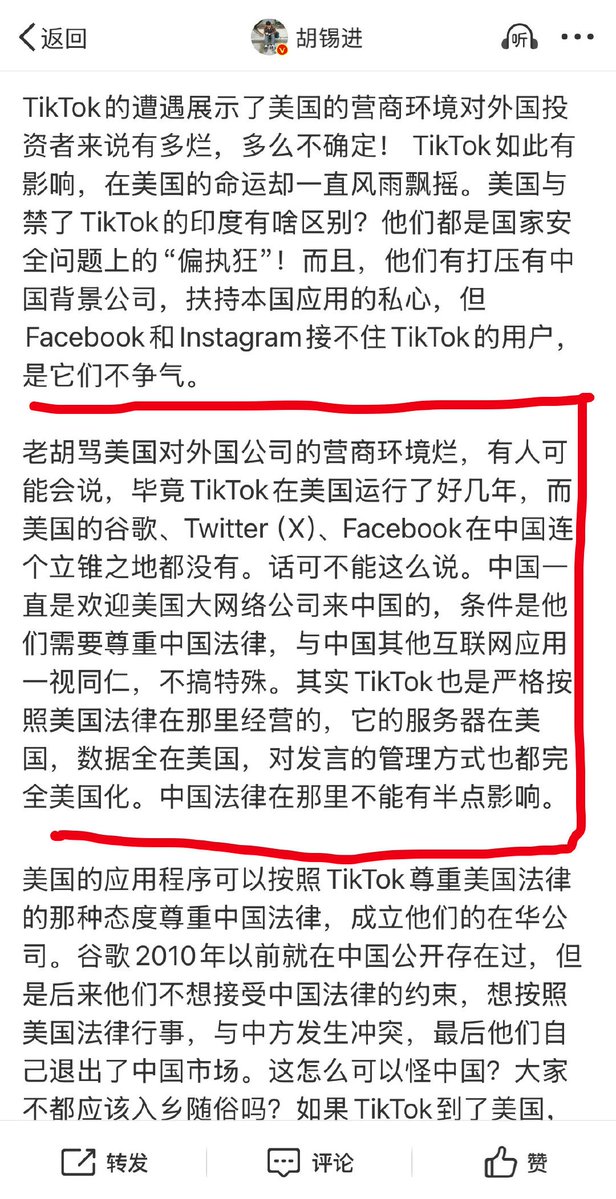 返回
胡锡进
听
TikTok的遭遇展示了美国的营商环境对外国投
资者来说有多烂，多么不确定！ TikTok如此有
影响，在美国的命运却一直风雨飘摇。美国与
禁了TikTok的印度有啥区别？他们都是国家安
全问题上的“偏执狂”！而且，他们有打压有中
国背景公司，扶持本国应用的私心，但
Facebook和Instagram接不住TikTok的用户，
是它们不争气。
老胡骂美国对外国公司的营商环境烂，有人可
能会说，毕竟TikTok在美国运行了好几年，而
美国的谷歌、Twitter (X)、Facebook在中国连
个立锥之地都没有。话可不能这么说。中国一
直是欢迎美国大网络公司来中国的，条件是他
们需要尊重中国法律，与中国其他互联网应用
一视同仁，不搞特殊。其实TikTok也是严格按
照美国法律在那里经营的，它的服务器在美
国，数据全在美国，对发言的管理方式也都完
全美国化。中国法律在那里不能有半点影响。
美国的应用程序可以按照TikTok尊重美国法律
的那种态度尊重中国法律，成立他们的在华公
司。谷歌2010年以前就在中国公开存在过，但
是后来他们不想接受中国法律的约束，想按照
美国法律行事，与中方发生冲突，最后他们自
己退出了中国市场。这怎么可以怪中国？大家
不都应该入乡随俗吗？如果TikTok到了美国，
转发
评论
赞